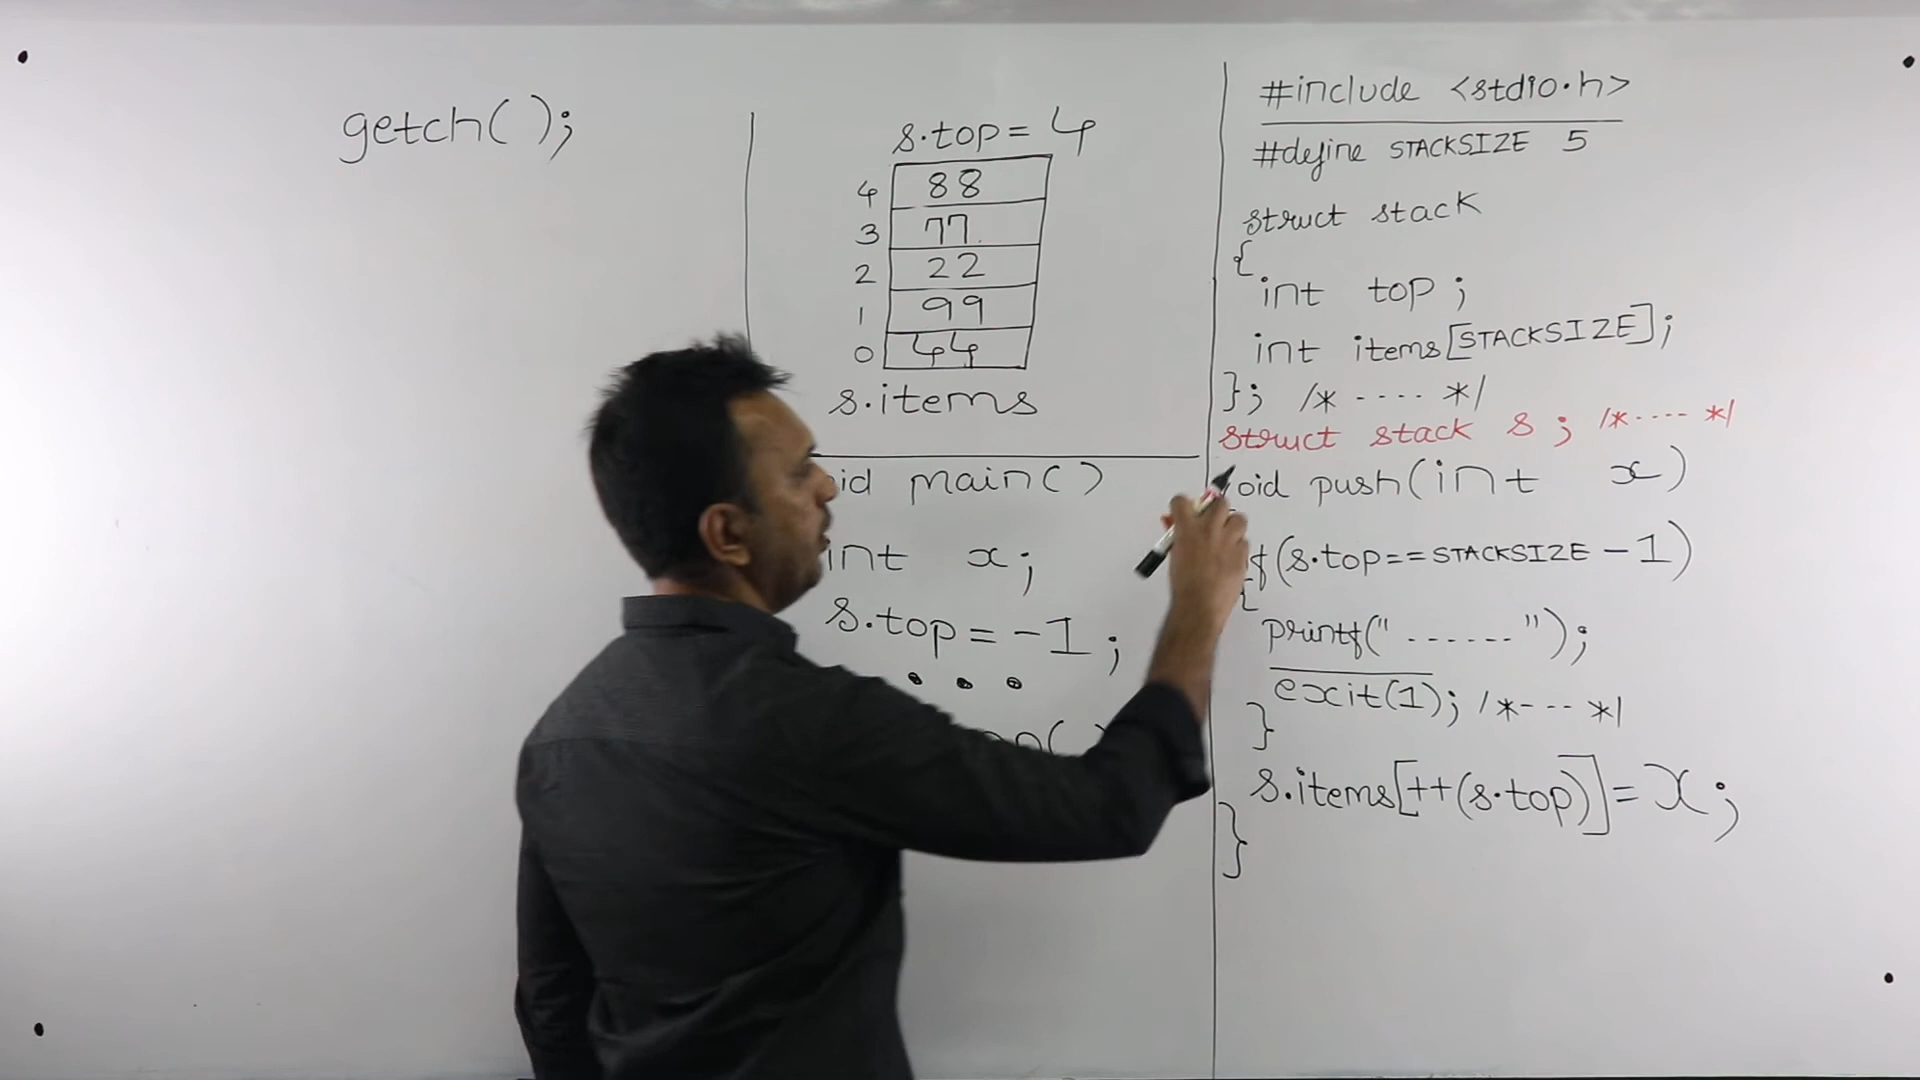 getch();
s.top = 4
4 88
3 77
2 22
1 99
0 44
s.items
main()
int x;
s.top = -1;
• • •
#include <stdio.h>
#define STACKSIZE 5
struct stack
{
int top;
int items[STACKSIZE];
}; /* ---- */
struct stack s; /* ---- */
void push(int x)
if(s.top==STACKSIZE-1)
{
printf("------");
exit(1); /*---*/
}
s.items[++(s.top)]=x;
}